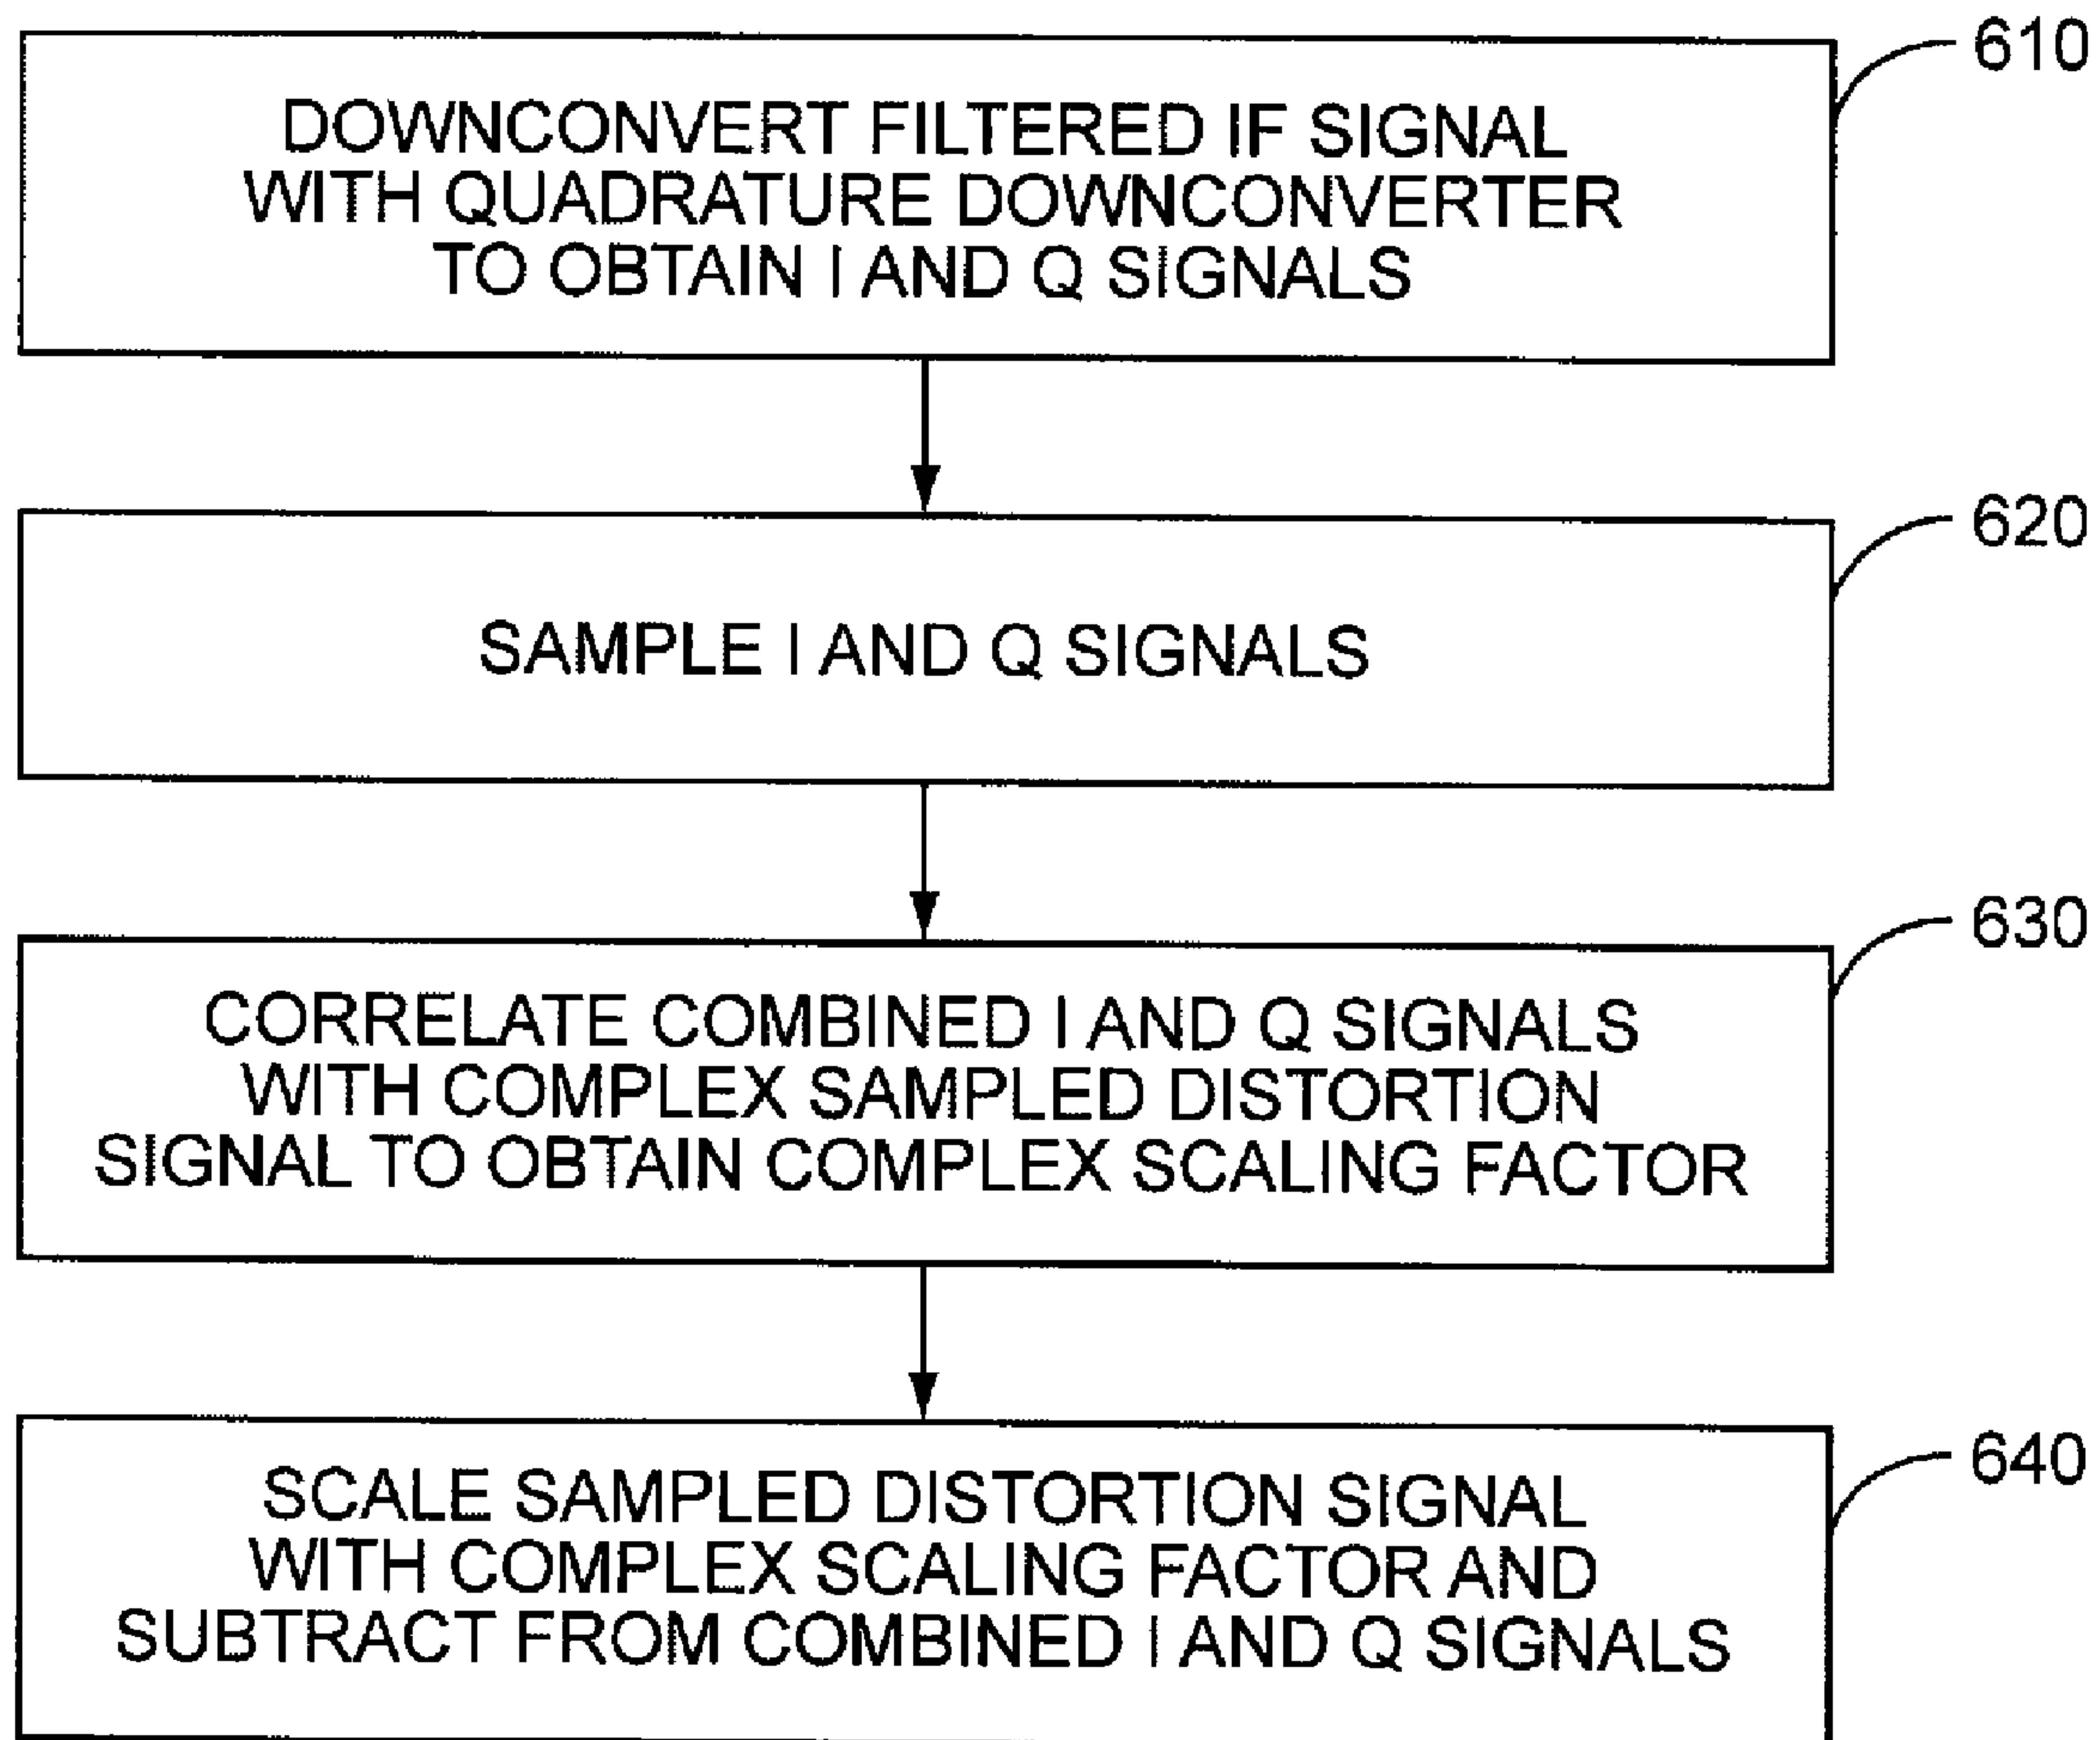 610
DOWNCONVERT FILTERED IF SIGNAL
WITH QUADRATURE DOWNCONVERTER
TO OBTAIN I AND Q SIGNALS
620
SAMPLE I AND Q SIGNALS
630
CORRELATE COMBINED I AND Q SIGNALS
WITH COMPLEX SAMPLED DISTORTION
SIGNAL TO OBTAIN COMPLEX SCALING FACTOR
640
SCALE SAMPLED DISTORTION SIGNAL
WITH COMPLEX SCALING FACTOR AND
SUBTRACT FROM COMBINED I AND Q SIGNALS